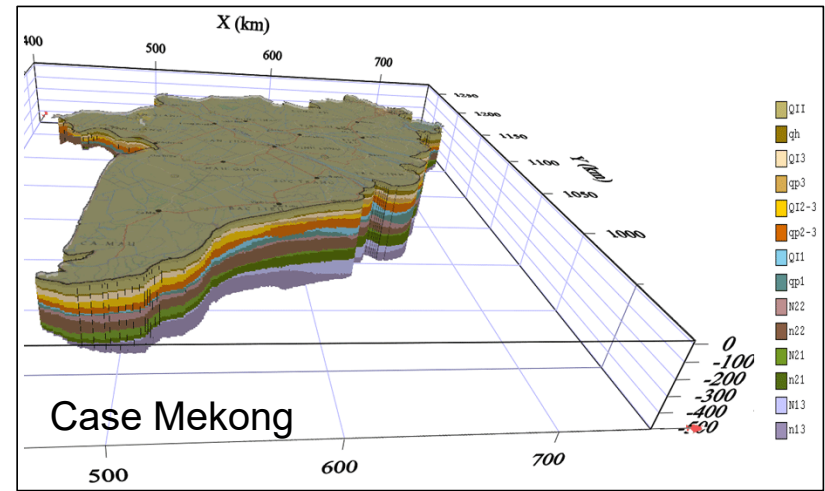 X (km)
400
500
600
700
1250
1200
1150
1100
Y (km)
1050
1000
QII
qh
QI3
qp3
QI2-3
qp2-3
QI1
qp1
N22
n22
N21
n21
N13
n13
CA MAU
0
-100
-200
-300
-400
-500
Case Mekong
500
600
700